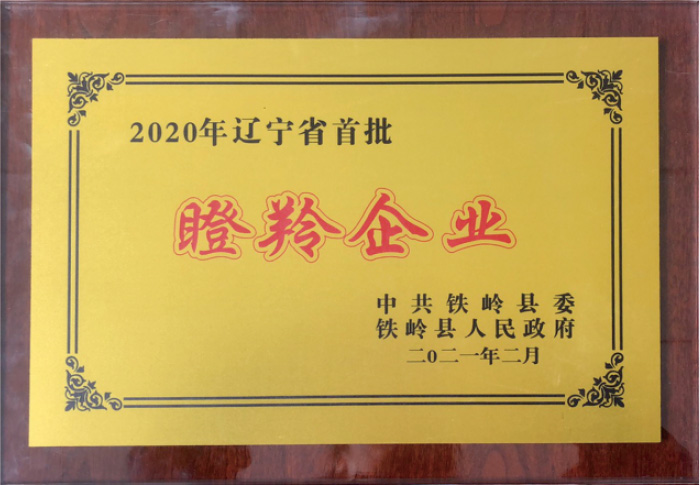 2020年辽宁省首批
瞪羚企业
中共铁岭县委
铁岭县人民政府
二0二一年二月